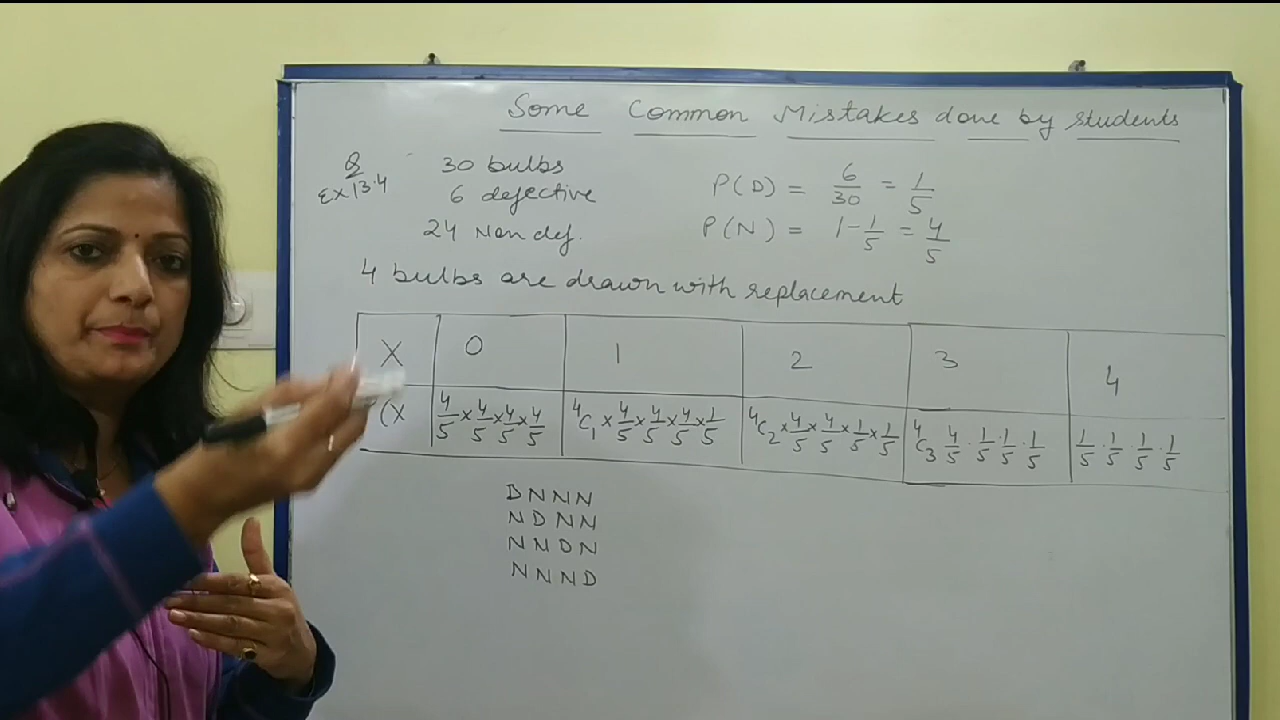 Some Common Mistakes done by students
Q Ex 13.4
30 bulbs
6 defective
24 Non def.
P(D) = 6/30 = 1/5
P(N) = 1 - 1/5 = 4/5
4 bulbs are drawn with replacement
X 0 1 2 3 4
(X 4/5 × 4/5 × 4/5 × 4/5 ⁴C₁ × 4/5 × 4/5 × 4/5 × 1/5 ⁴C₂ × 4/5 × 4/5 × 1/5 × 1/5 ⁴C₃ 4/5 · 1/5 · 1/5 · 1/5 1/5 · 1/5 · 1/5 · 1/5
D N N N
N D N N
N N D N
N N N D